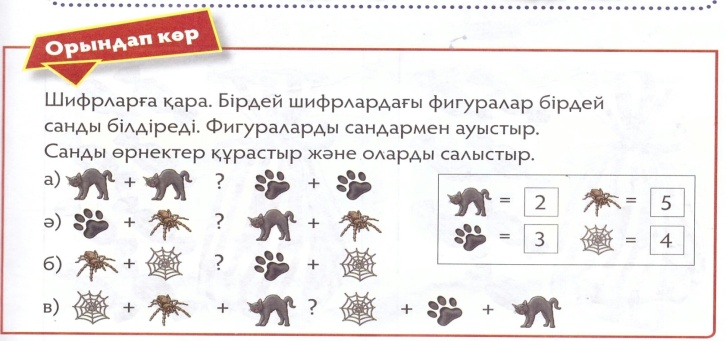 Орындап көр
Шифрларға қара. Бірдей шифрлардағы фигуралар бірдей
санды білдіреді. Фигураларды сандармен ауыстыр.
Санды өрнектер құрастыр және оларды салыстыр.
а) + ? +
ә) + ? +
б) + ? +
в) + + ? + +
= 2 = 5
= 3 = 4